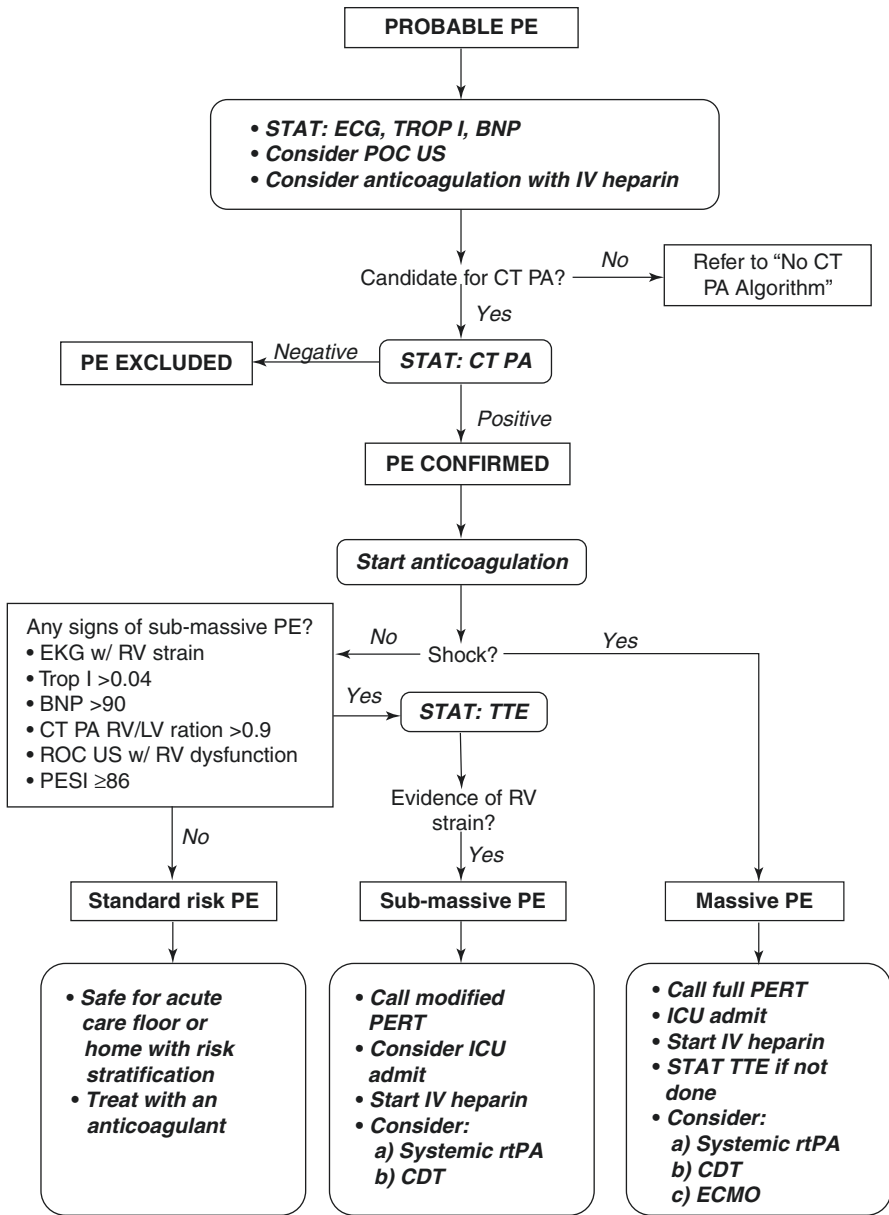 PROBABLE PE
• STAT: ECG, TROP I, BNP
• Consider POC US
• Consider anticoagulation with IV heparin
Candidate for CT PA?
No
Refer to “No CT
PA Algorithm”
Yes
PE EXCLUDED
Negative
STAT: CT PA
Positive
PE CONFIRMED
Start anticoagulation
Any signs of sub-massive PE?
• EKG w/ RV strain
• Trop I >0.04
• BNP >90
• CT PA RV/LV ration >0.9
• ROC US w/ RV dysfunction
• PESI ≥86
No
Shock?
Yes
Yes
STAT: TTE
Evidence of RV
strain?
No
Yes
Standard risk PE
Sub-massive PE
Massive PE
• Safe for acute
care floor or
home with risk
stratification
• Treat with an
anticoagulant
• Call modified
PERT
• Consider ICU
admit
• Start IV heparin
• Consider:
a) Systemic rtPA
b) CDT
• Call full PERT
• ICU admit
• Start IV heparin
• STAT TTE if not
done
• Consider:
a) Systemic rtPA
b) CDT
c) ECMO